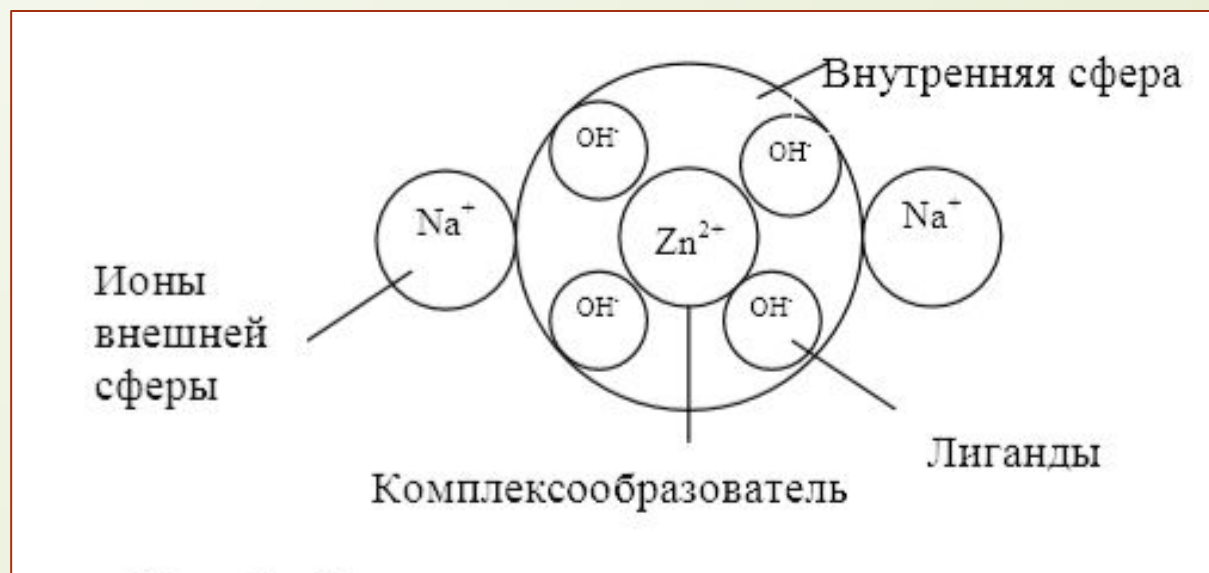 Внутренняя сфера
OH⁻
OH⁻
Na⁺
Zn²⁺
Na⁺
Ионы
внешней
сферы
OH⁻
OH⁻
Лиганды
Комплексообразователь